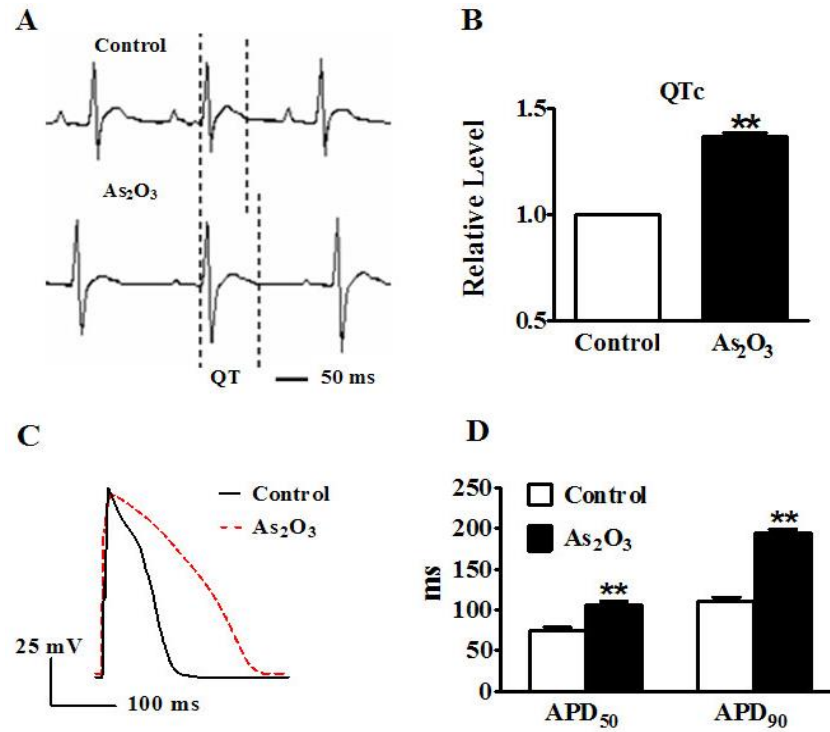 A
Control
As₂O₃
QT
50 ms
B
QTc
Relative Level
1.5
**
1.0
0.5
Control
As₂O₃
C
Control
As₂O₃
25 mV
100 ms
D
Control
As₂O₃
ms
250
200
150
100
50
0
**
**
APD₅₀
APD₉₀